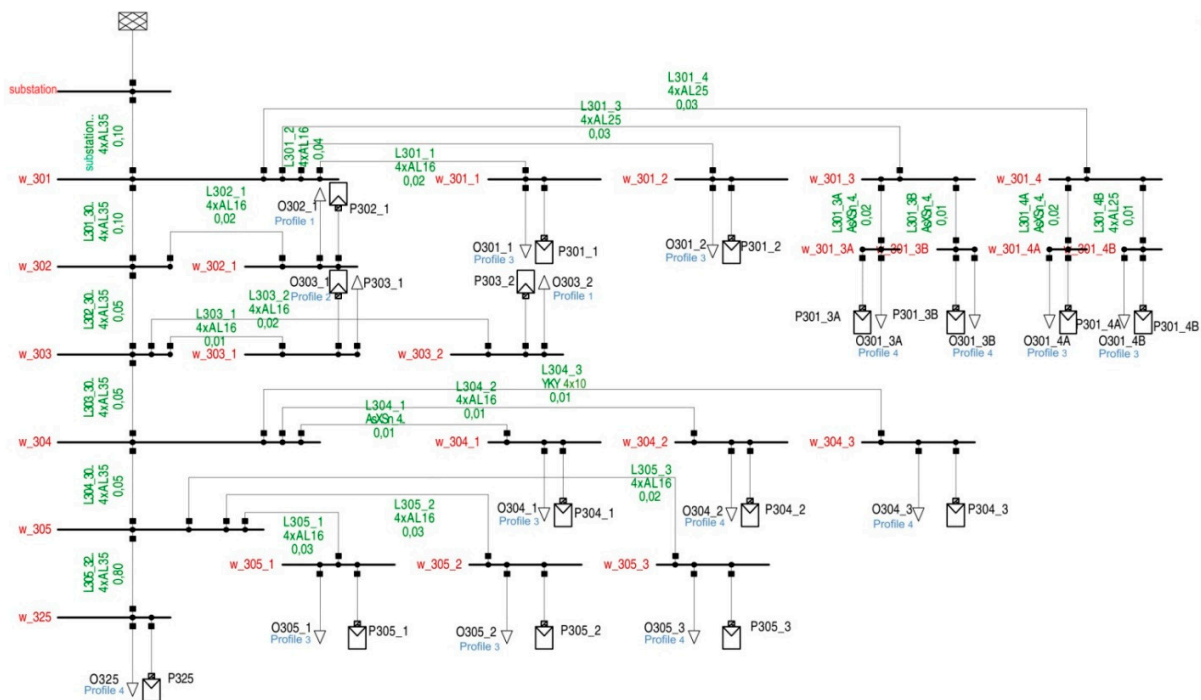 substation
substation..
4xAL35
0,10
L301_4
4xAL25
0,03
L301_3
4xAL25
0,03
L301_2
4xAL16
0,04
L301_1
4xAL16
0,02
w_301
w_301_1
w_301_2
w_301_3
w_301_4
L302_1
4xAL16
0,02
O302_1
Profile 1
P302_1
L301_30..
4xAL35
0,10
O301_1
Profile 3
P301_1
O301_2
Profile 3
P301_2
L301_3A
AsXSn_4..
0,02
L301_3B
AsXSn_4..
0,01
L301_4A
AsXSn_4..
0,02
L301_4B
4xAL25
0,01
w_301_3A
w_301_3B
w_301_4A
w_301_4B
w_302
w_302_1
O303_1
Profile 2
P303_1
P303_2
O303_2
Profile 1
L302_30..
4xAL35
0,05
L303_2
4xAL16
0,02
L303_1
4xAL16
0,01
P301_3A
O301_3A
Profile 4
P301_3B
O301_3B
Profile 4
O301_4A
Profile 3
P301_4A
O301_4B
Profile 3
P301_4B
w_303
w_303_1
w_303_2
L303_30..
4xAL35
0,05
L304_3
YKY 4x10
0,01
L304_2
4xAL16
0,01
L304_1
AsXSn_4..
0,01
w_304
w_304_1
w_304_2
w_304_3
L304_30..
4xAL35
0,05
O304_1
Profile 3
P304_1
O304_2
Profile 4
P304_2
O304_3
Profile 4
P304_3
L305_3
4xAL16
0,02
L305_2
4xAL16
0,03
L305_1
4xAL16
0,03
w_305
w_305_1
w_305_2
w_305_3
L305_32..
4xAL35
0,80
w_325
O305_1
Profile 3
P305_1
O305_2
Profile 3
P305_2
O305_3
Profile 4
P305_3
O325
Profile 4
P325